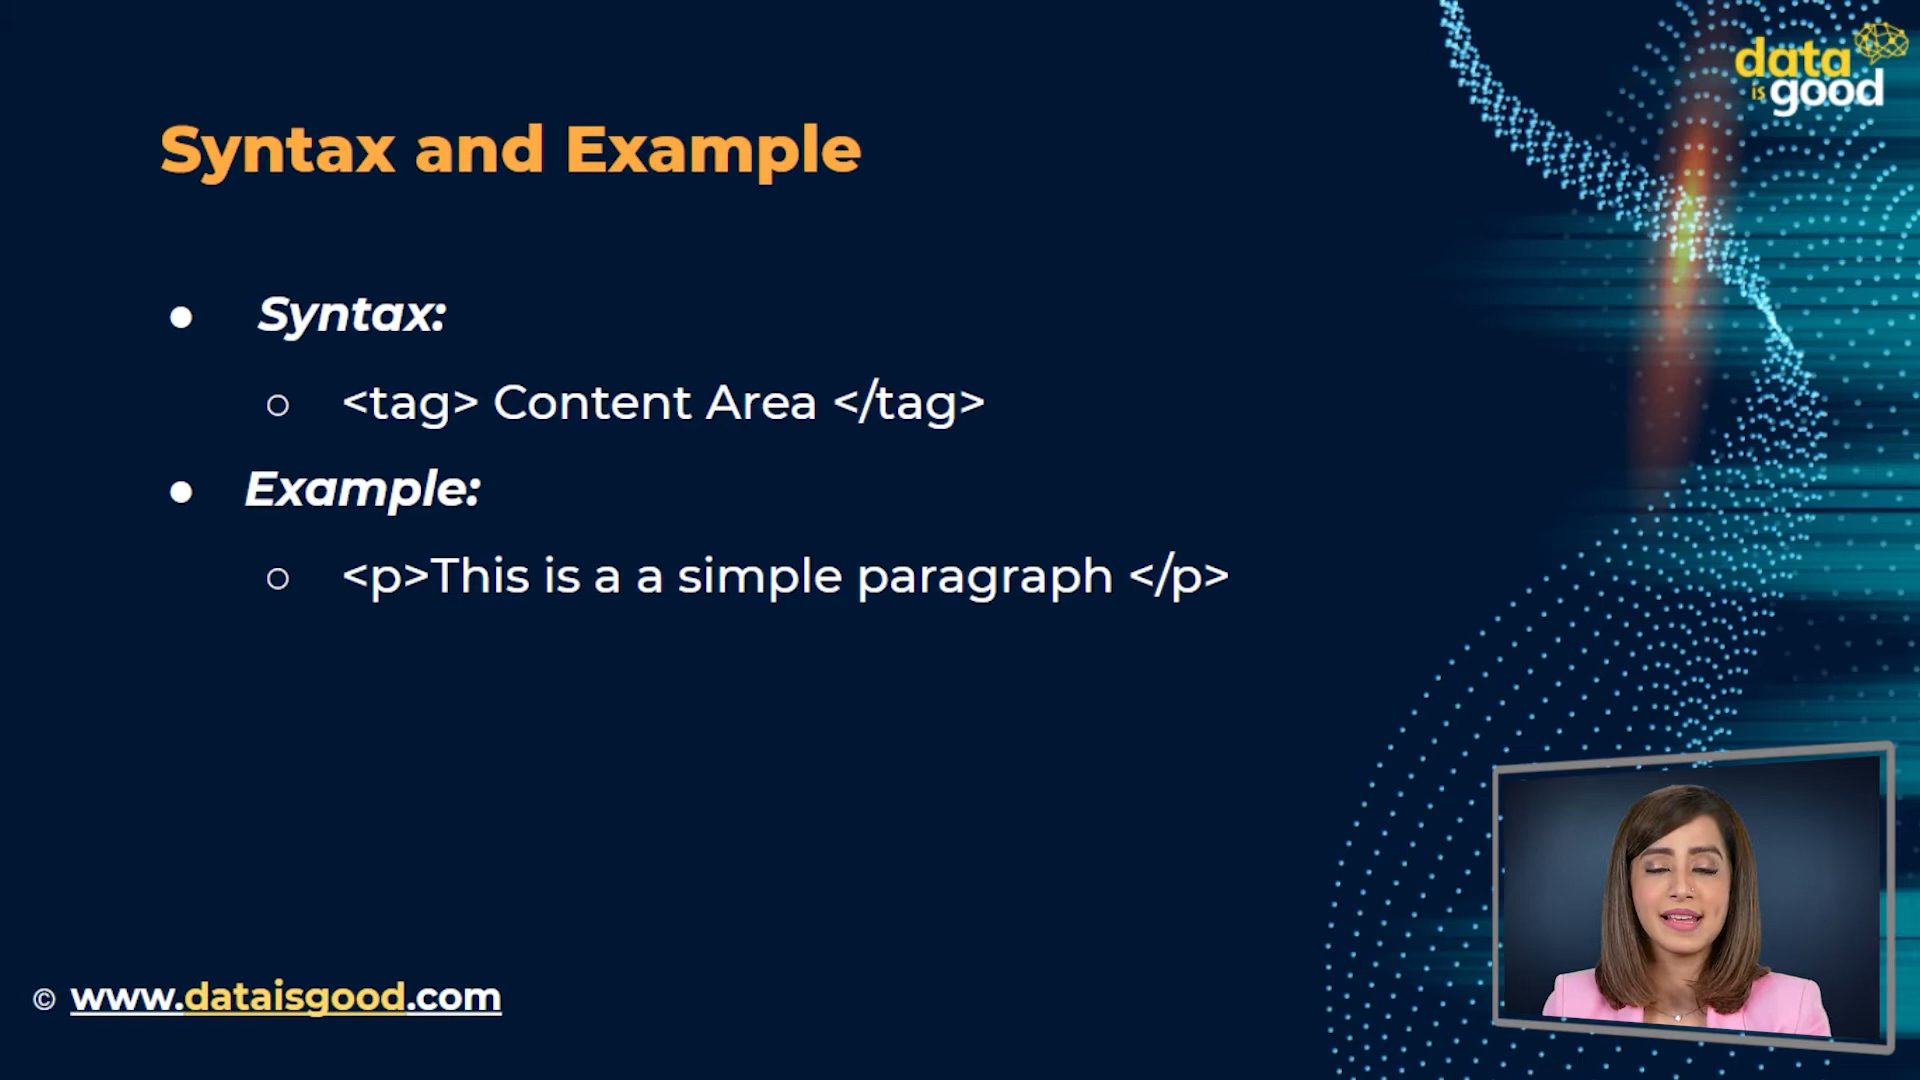 data
is good
Syntax and Example
● Syntax:
○ <tag> Content Area </tag>
● Example:
○ <p>This is a a simple paragraph </p>
© www.dataisgood.com